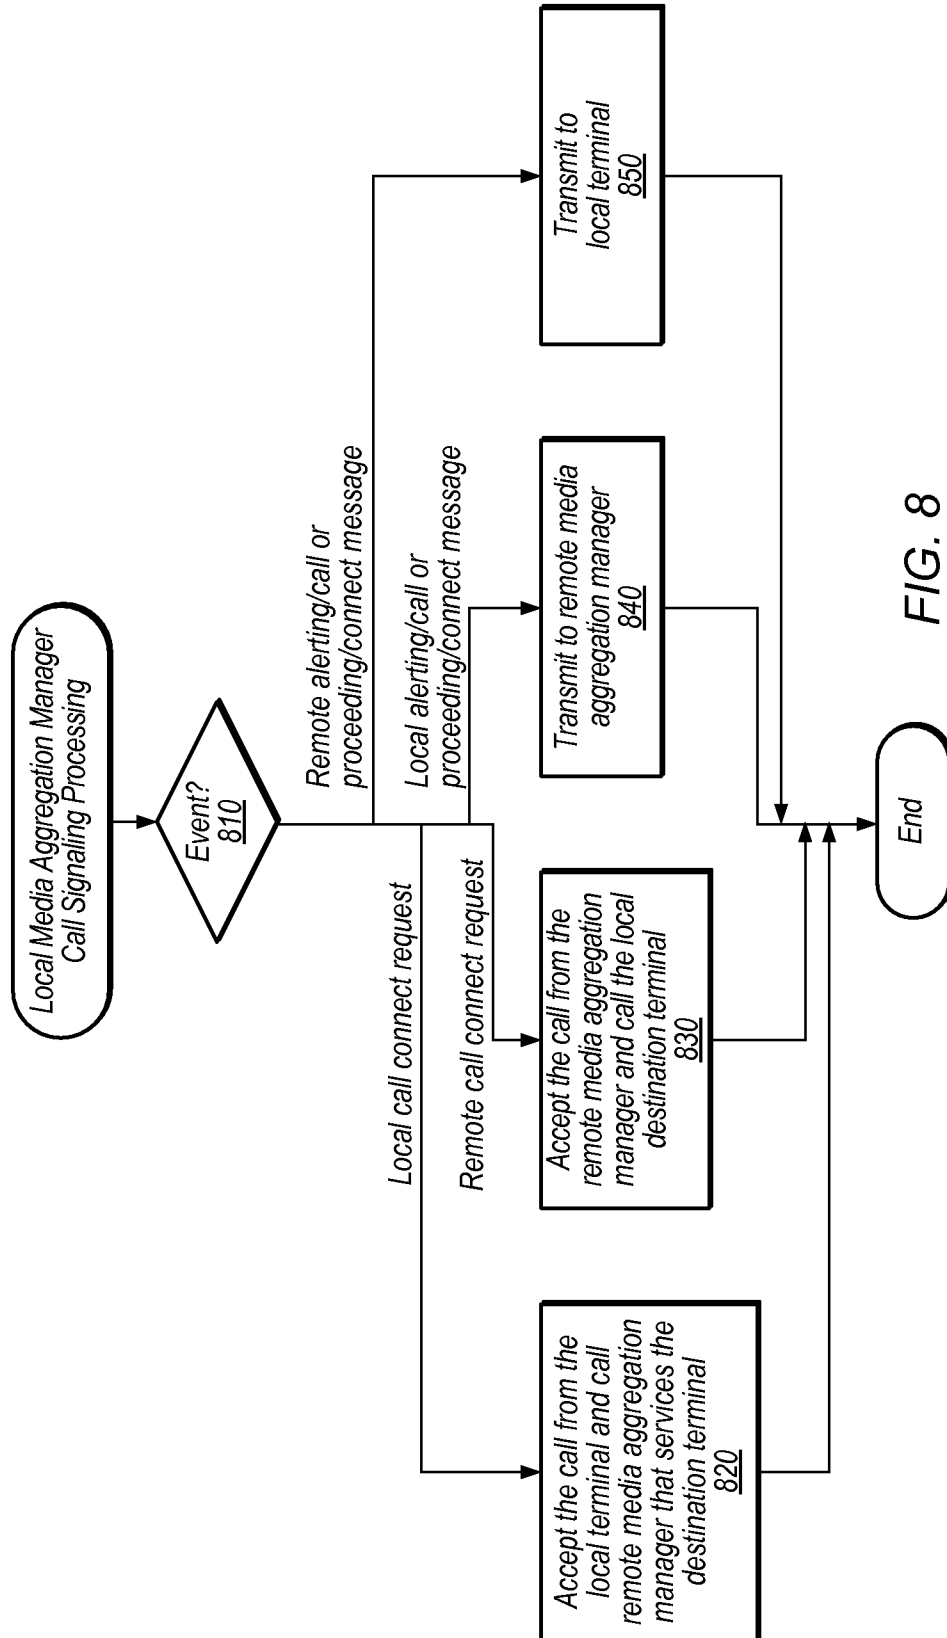 Local Media Aggregation Manager
Call Signaling Processing
Event?
810
Remote alerting/call or
proceeding/connect message
Local alerting/call or
proceeding/connect message
Local call connect request
Remote call connect request
Accept the call from the
local terminal and call
remote media aggregation
manager that services the
destination terminal
820
Accept the call from the
remote media aggregation
manager and call the local
destination terminal
830
Transmit to remote media
aggregation manager
840
Transmit to
local terminal
850
End
FIG. 8